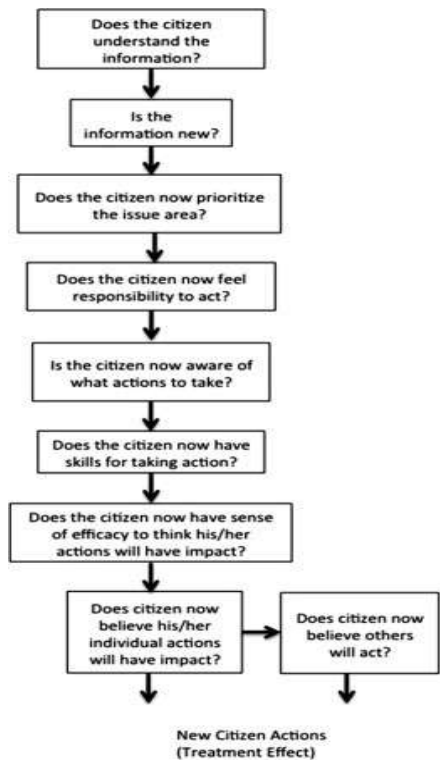 Does the citizen
understand the
information?
Is the
information new?
Does the citizen now prioritize
the issue area?
Does the citizen now feel
responsibility to act?
Is the citizen now aware of
what actions to take?
Does the citizen now have
skills for taking action?
Does the citizen now have sense
of efficacy to think his/her
actions will have impact?
Does citizen now
believe his/her
individual actions
will have impact?
Does citizen now
believe others
will act?
New Citizen Actions
(Treatment Effect)